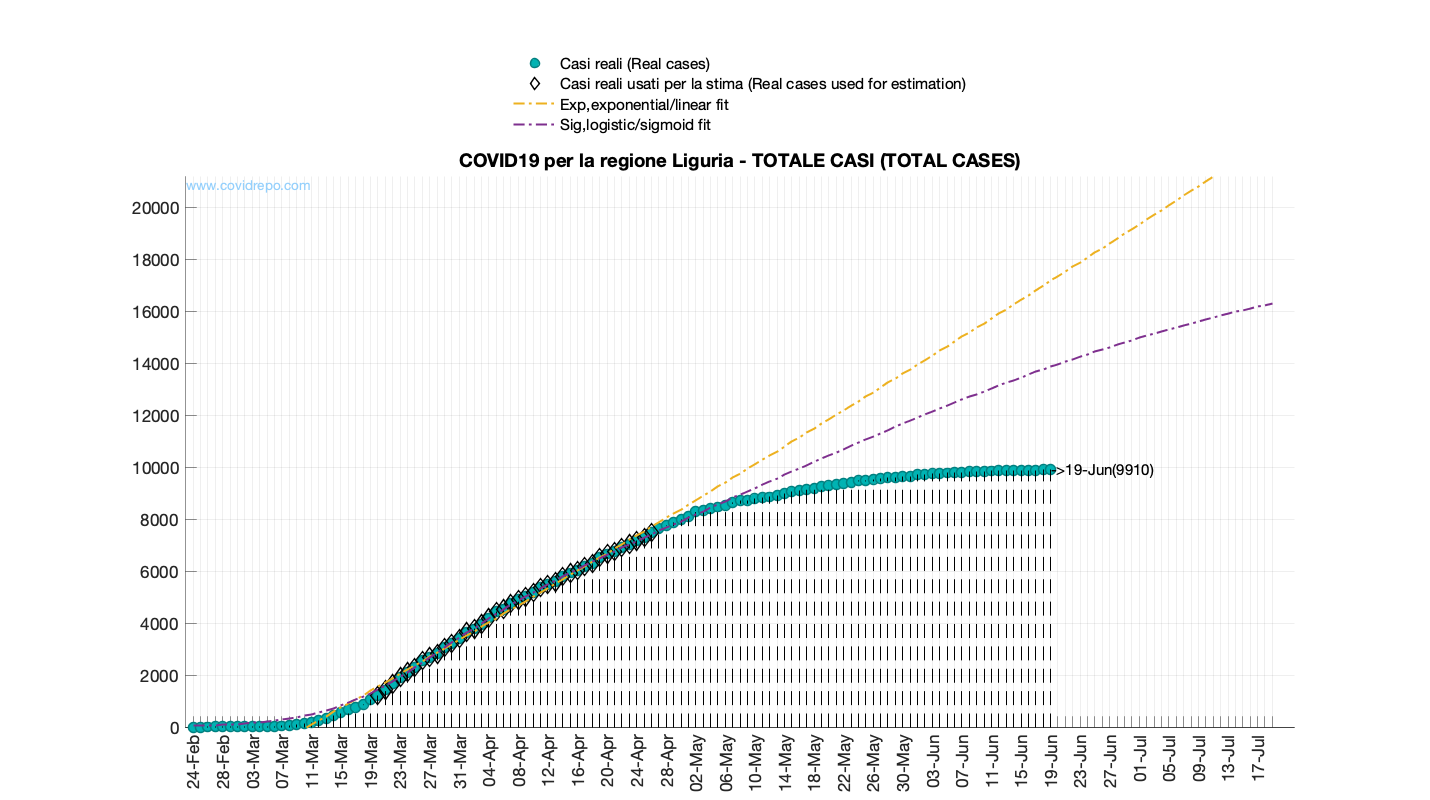 Casi reali (Real cases)
Casi reali usati per la stima (Real cases used for estimation)
Exp,exponential/linear fit
Sig,logistic/sigmoid fit
COVID19 per la regione Liguria - TOTALE CASI (TOTAL CASES)
www.covidrepo.com
20000
18000
16000
14000
12000
10000
8000
6000
4000
2000
0
->19-Jun(9910)
24-Feb
28-Feb
03-Mar
07-Mar
11-Mar
15-Mar
19-Mar
23-Mar
27-Mar
31-Mar
04-Apr
08-Apr
12-Apr
16-Apr
20-Apr
24-Apr
28-Apr
02-May
06-May
10-May
14-May
18-May
22-May
26-May
30-May
03-Jun
07-Jun
11-Jun
15-Jun
19-Jun
23-Jun
27-Jun
01-Jul
05-Jul
09-Jul
13-Jul
17-Jul